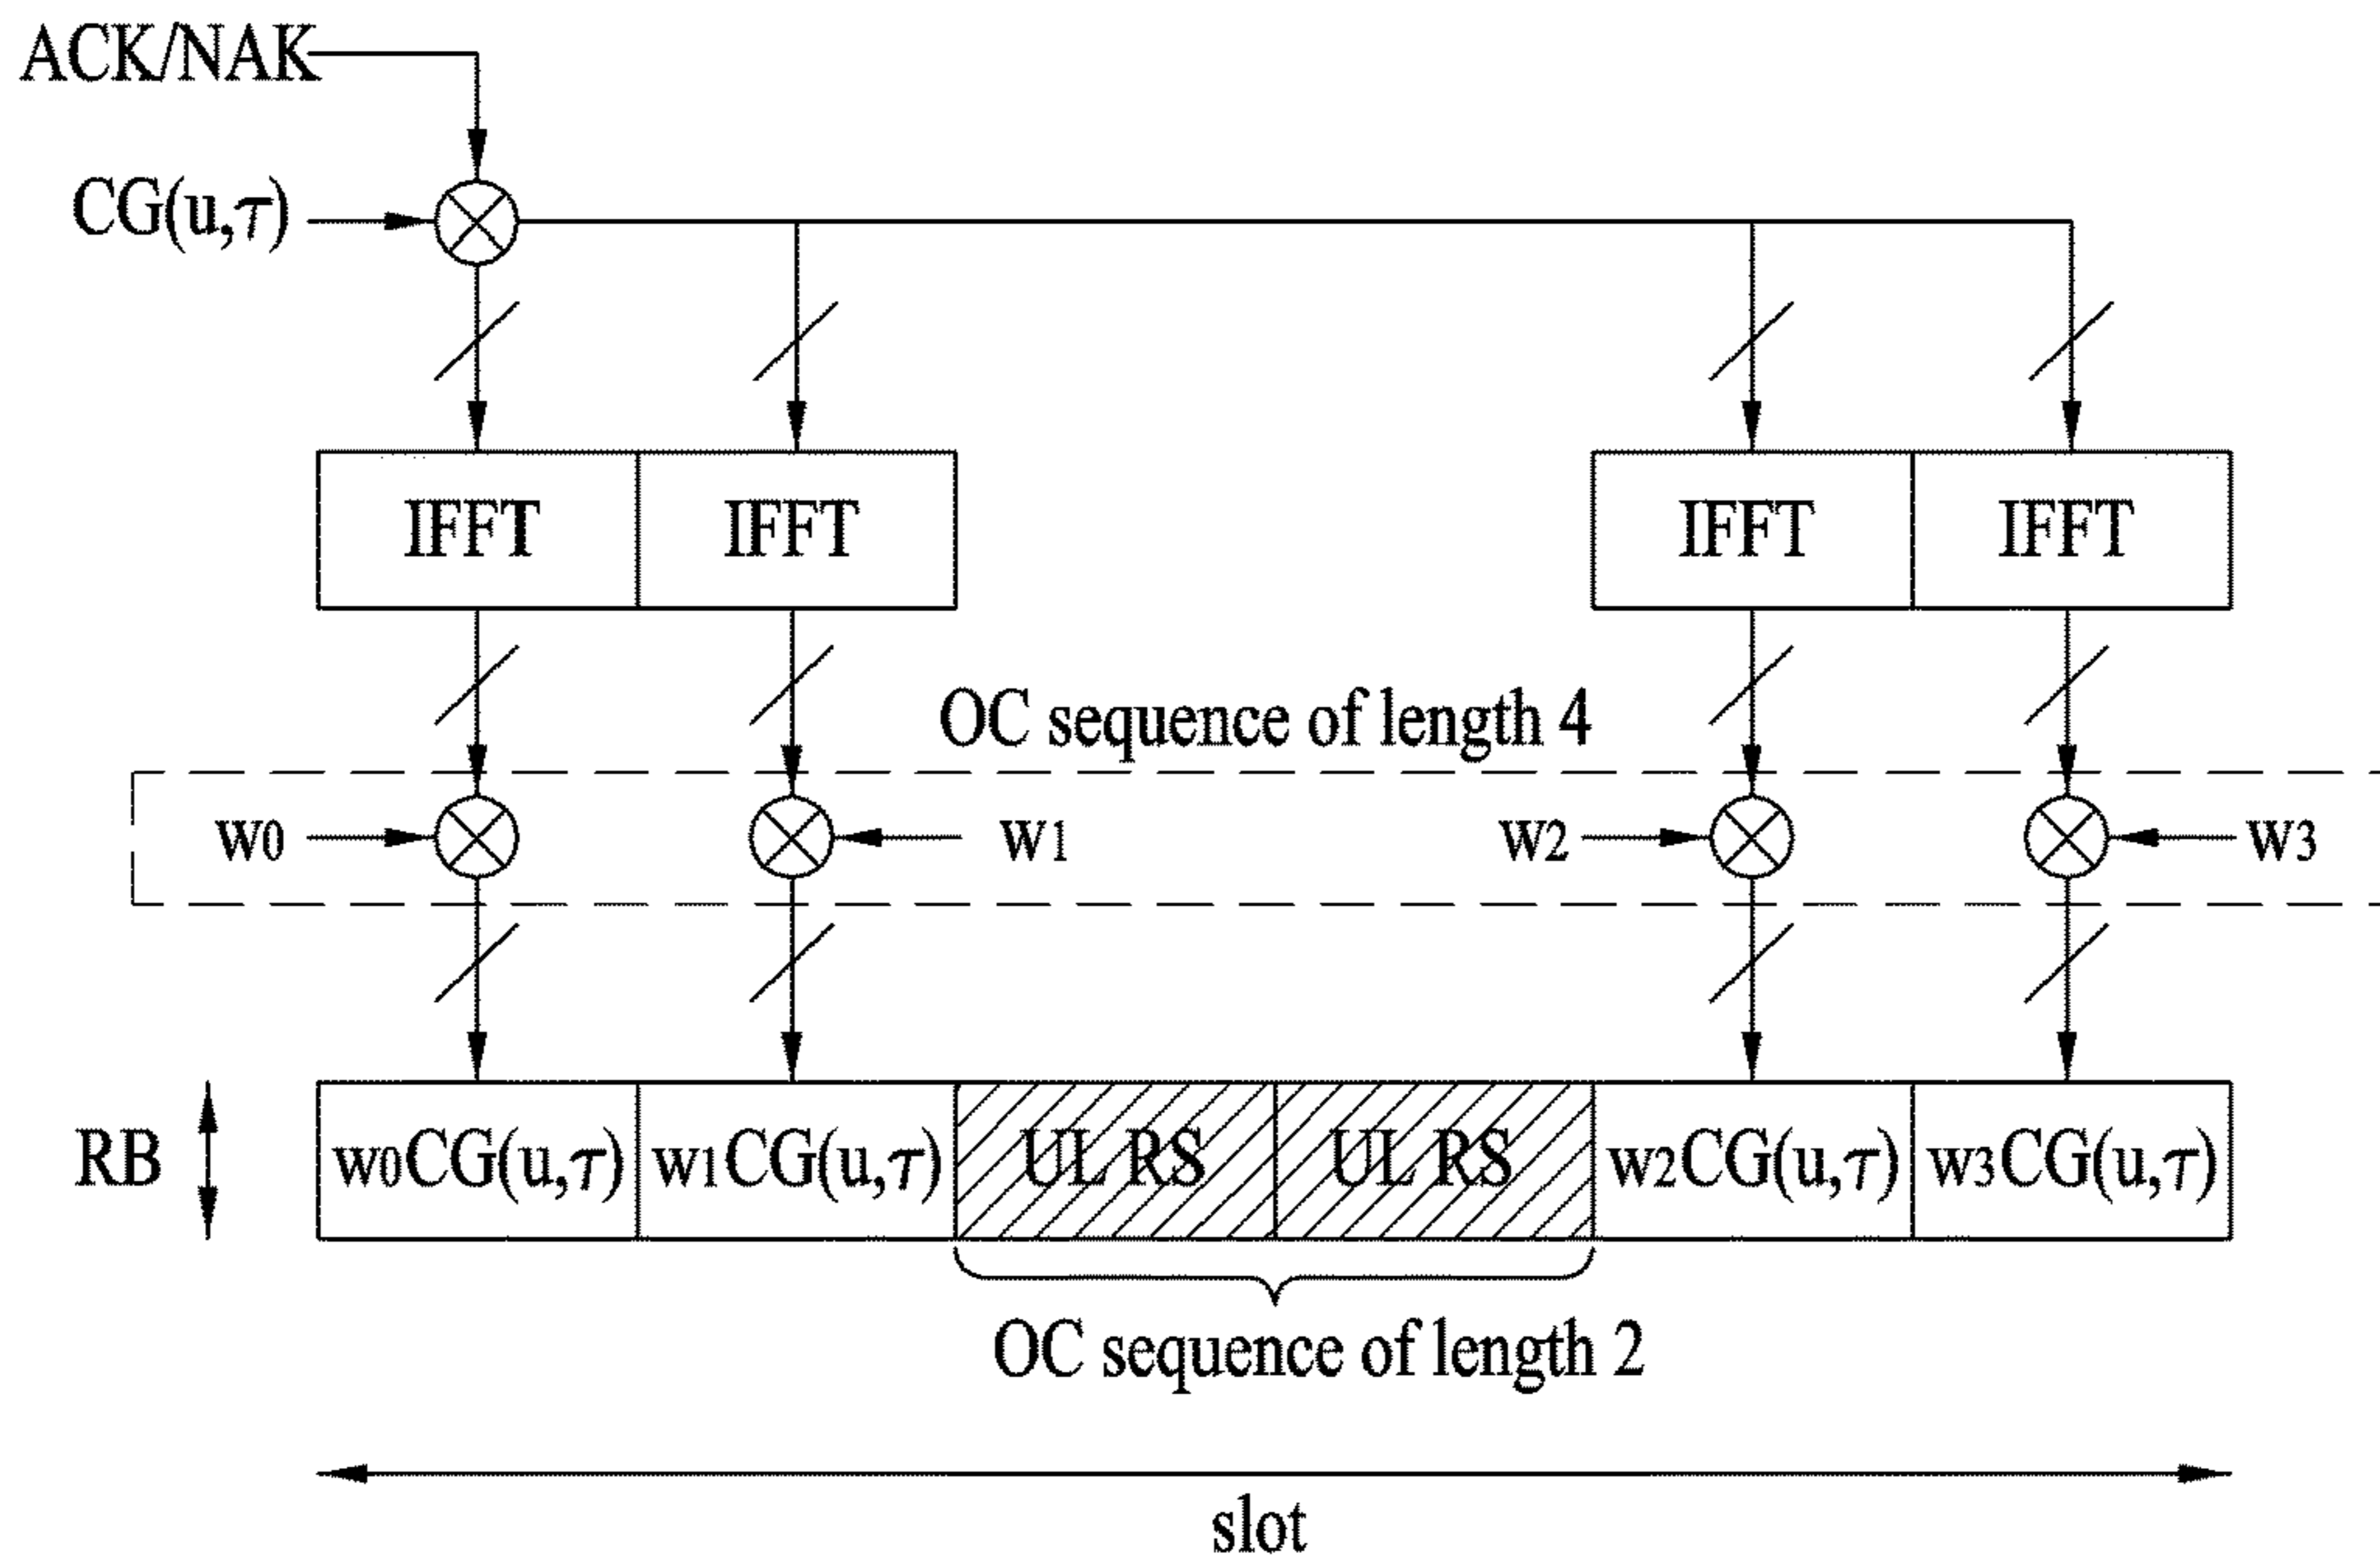 ACK/NAK
CG(u,τ)
IFFT IFFT IFFT IFFT
OC sequence of length 4
w0 w1 w2 w3
RB w0CG(u,τ) w1CG(u,τ) UL RS UL RS w2CG(u,τ) w3CG(u,τ)
OC sequence of length 2
slot